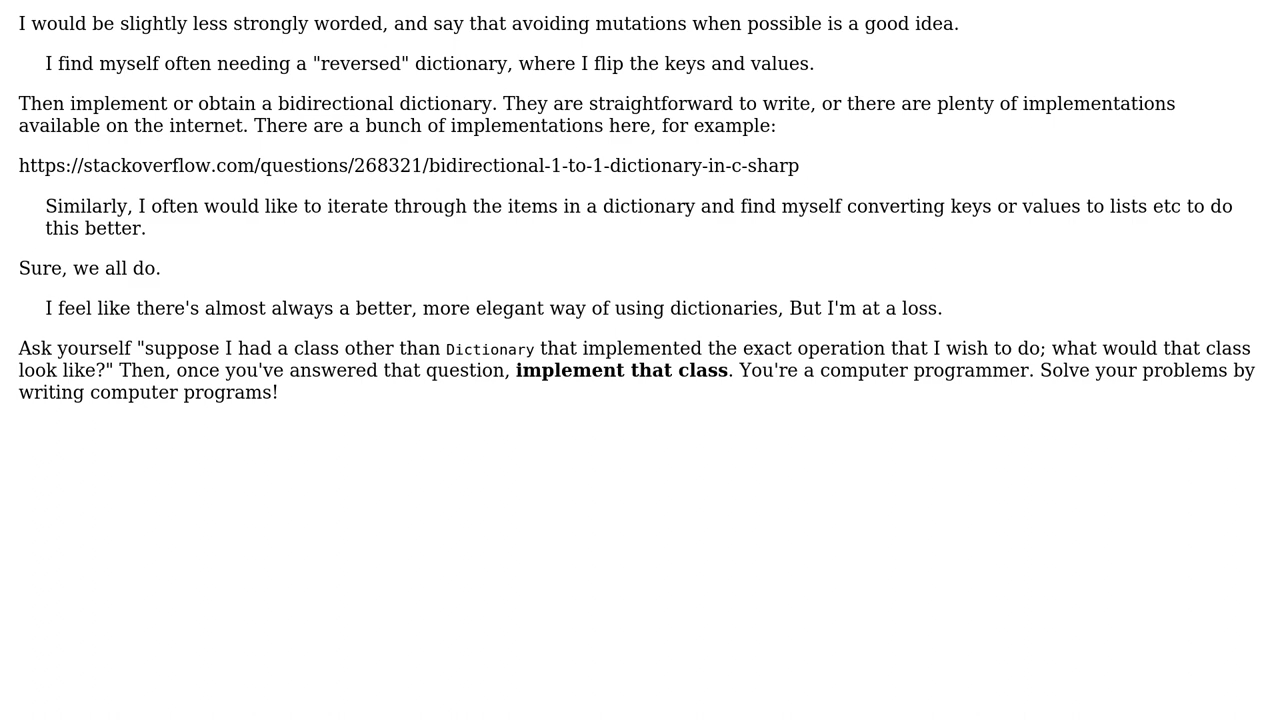 I would be slightly less strongly worded, and say that avoiding mutations when possible is a good idea.
I find myself often needing a "reversed" dictionary, where I flip the keys and values.
Then implement or obtain a bidirectional dictionary. They are straightforward to write, or there are plenty of implementations
available on the internet. There are a bunch of implementations here, for example:
https://stackoverflow.com/questions/268321/bidirectional-1-to-1-dictionary-in-c-sharp
Similarly, I often would like to iterate through the items in a dictionary and find myself converting keys or values to lists etc to do
this better.
Sure, we all do.
I feel like there's almost always a better, more elegant way of using dictionaries, But I'm at a loss.
Ask yourself "suppose I had a class other than Dictionary that implemented the exact operation that I wish to do; what would that class
look like?" Then, once you've answered that question, implement that class. You're a computer programmer. Solve your problems by
writing computer programs!